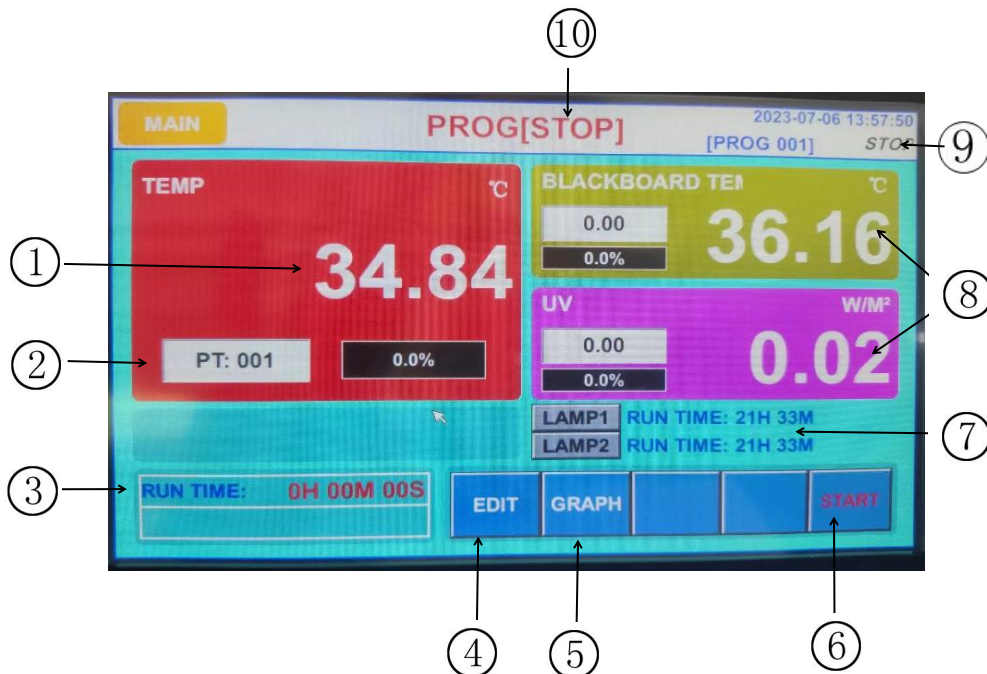 ⑩
MAIN
PROG[STOP]
2023-07-06 13:57:50
[PROG 001]
STOP
⑨
TEMP
℃
34.84
PT: 001
0.0%
BLACKBOARD TEM
℃
0.00
0.0%
36.16
UV
W/M²
0.00
0.0%
0.02
①
②
⑧
LAMP1 RUN TIME: 21H 33M
LAMP2 RUN TIME: 21H 33M
⑦
③
RUN TIME: 0H 00M 00S
EDIT
GRAPH
START
④
⑤
⑥